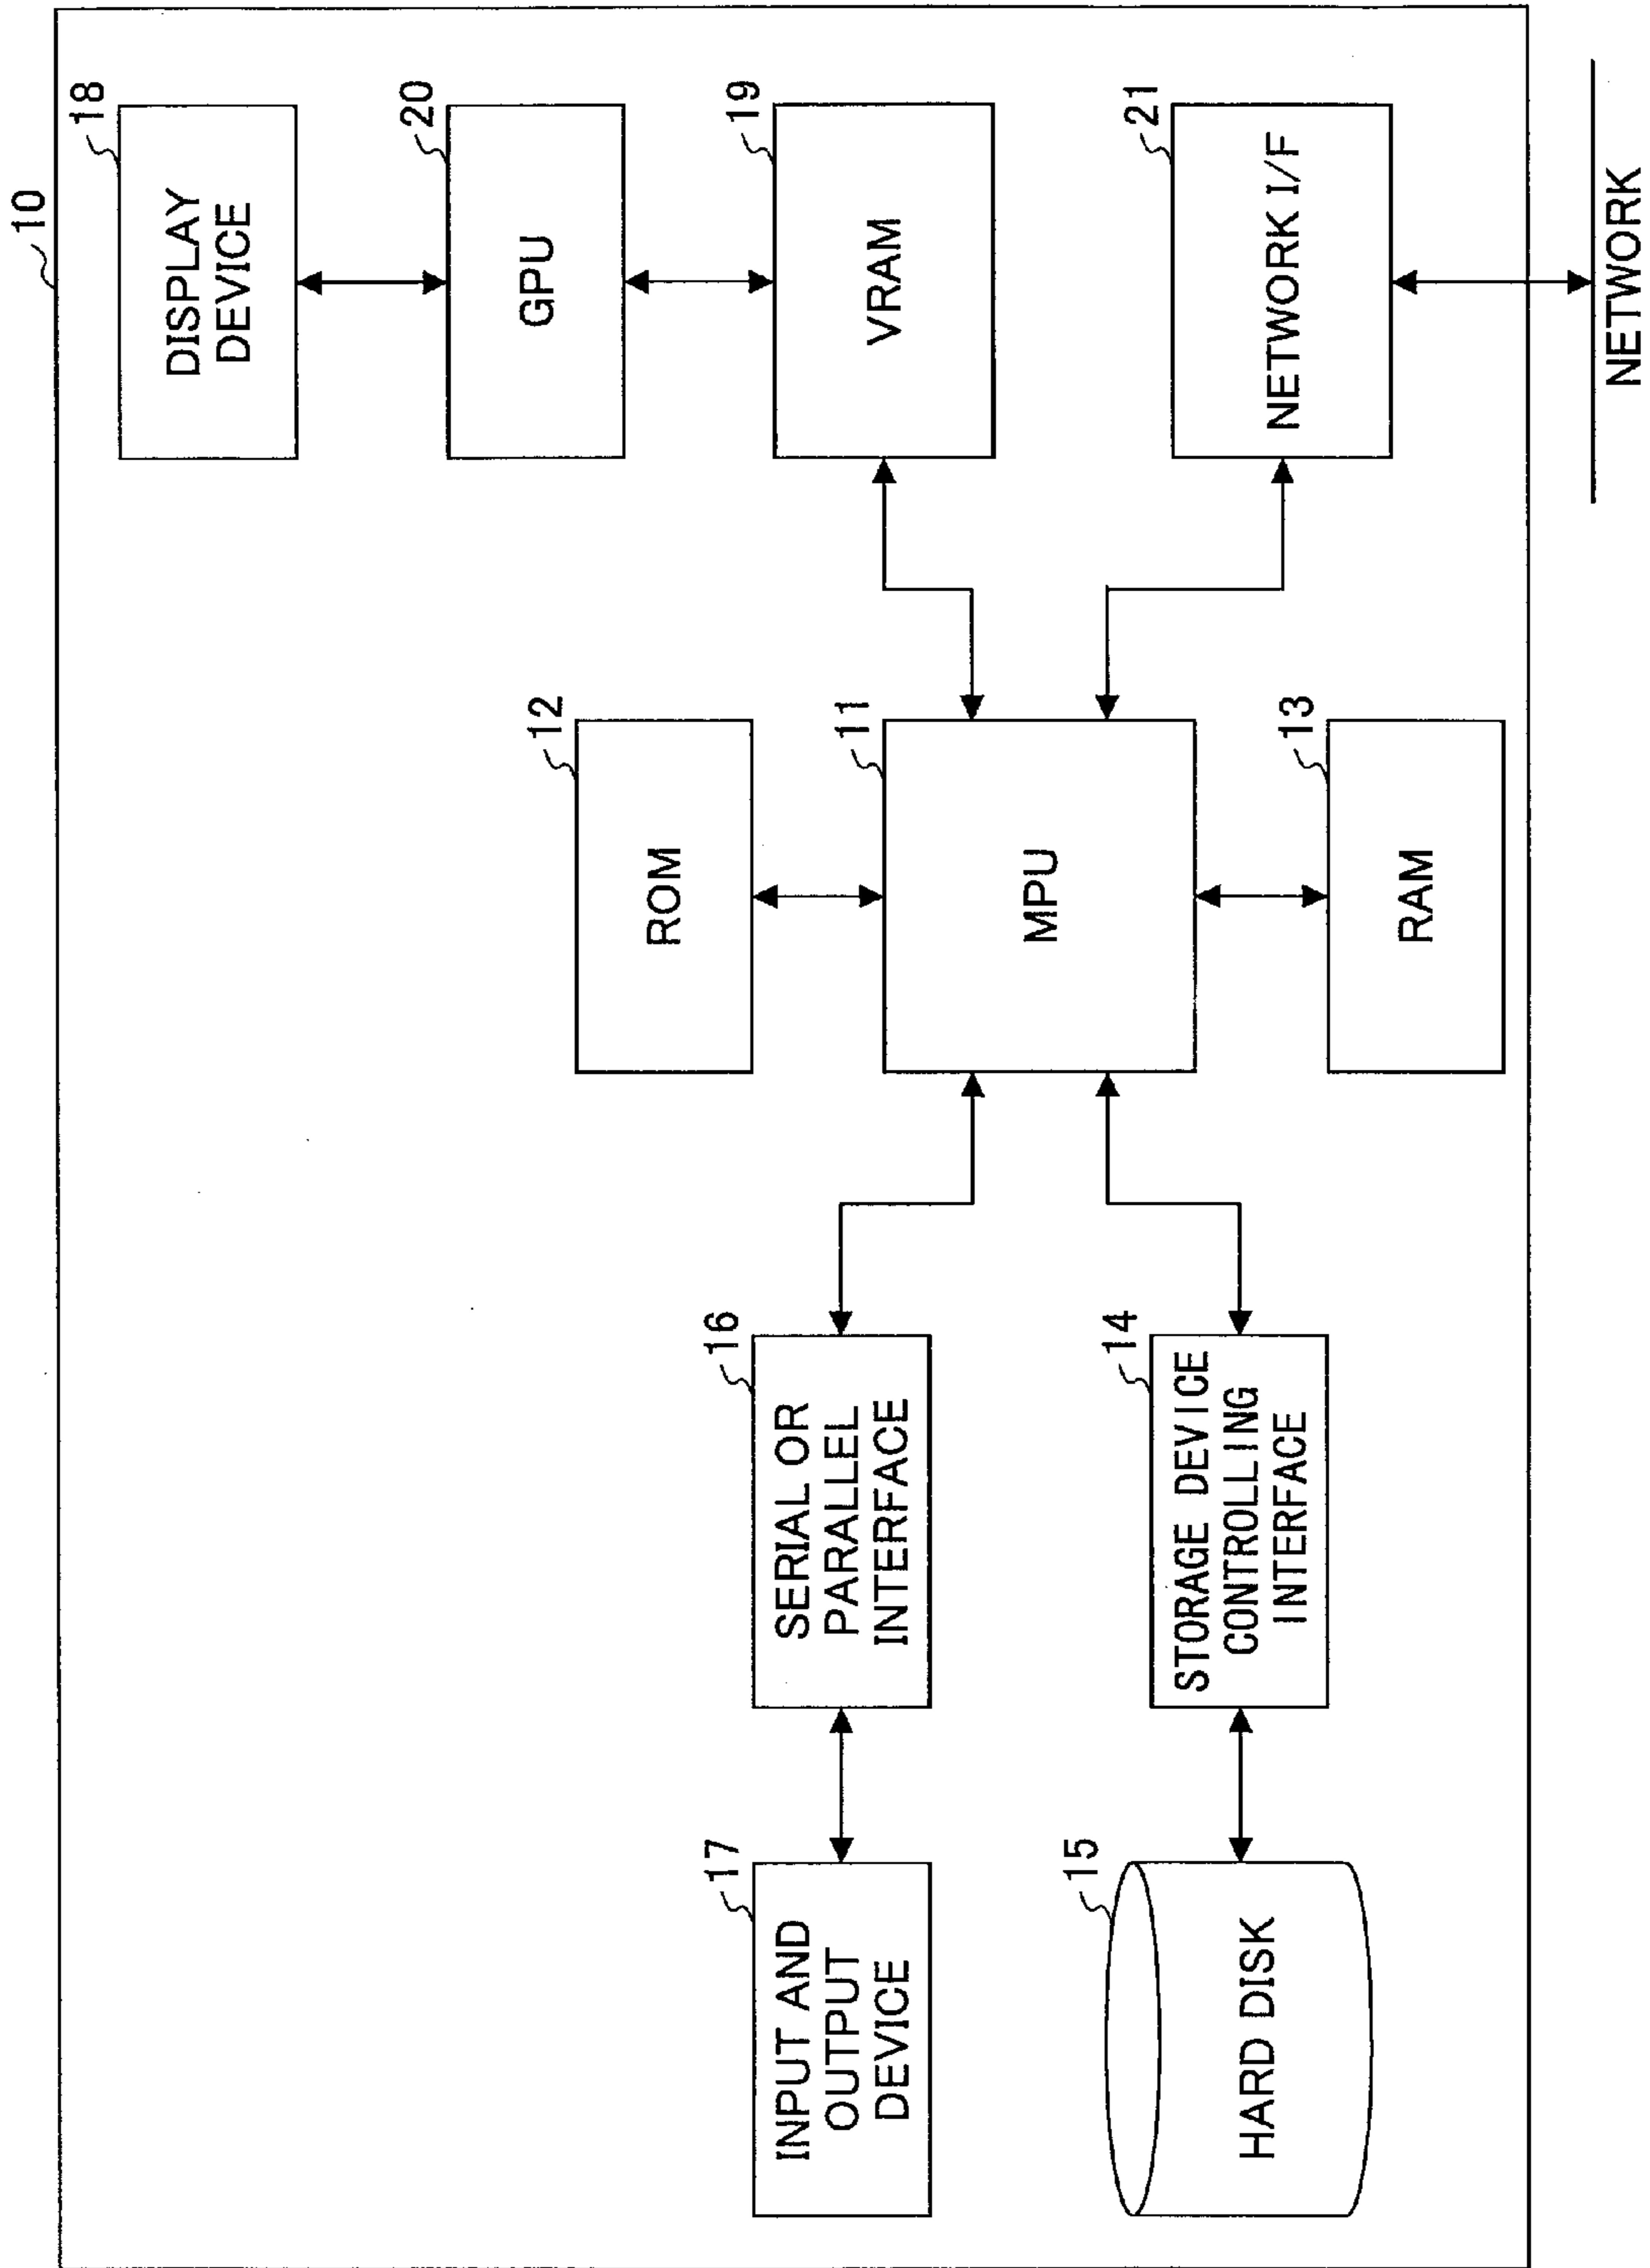 10
18
DISPLAY
DEVICE
20
GPU
19
VRAM
21
NETWORK I/F
NETWORK
12
ROM
11
MPU
13
RAM
16
SERIAL OR
PARALLEL
INTERFACE
14
STORAGE DEVICE
CONTROLLING
INTERFACE
17
INPUT AND
OUTPUT
DEVICE
15
HARD DISK